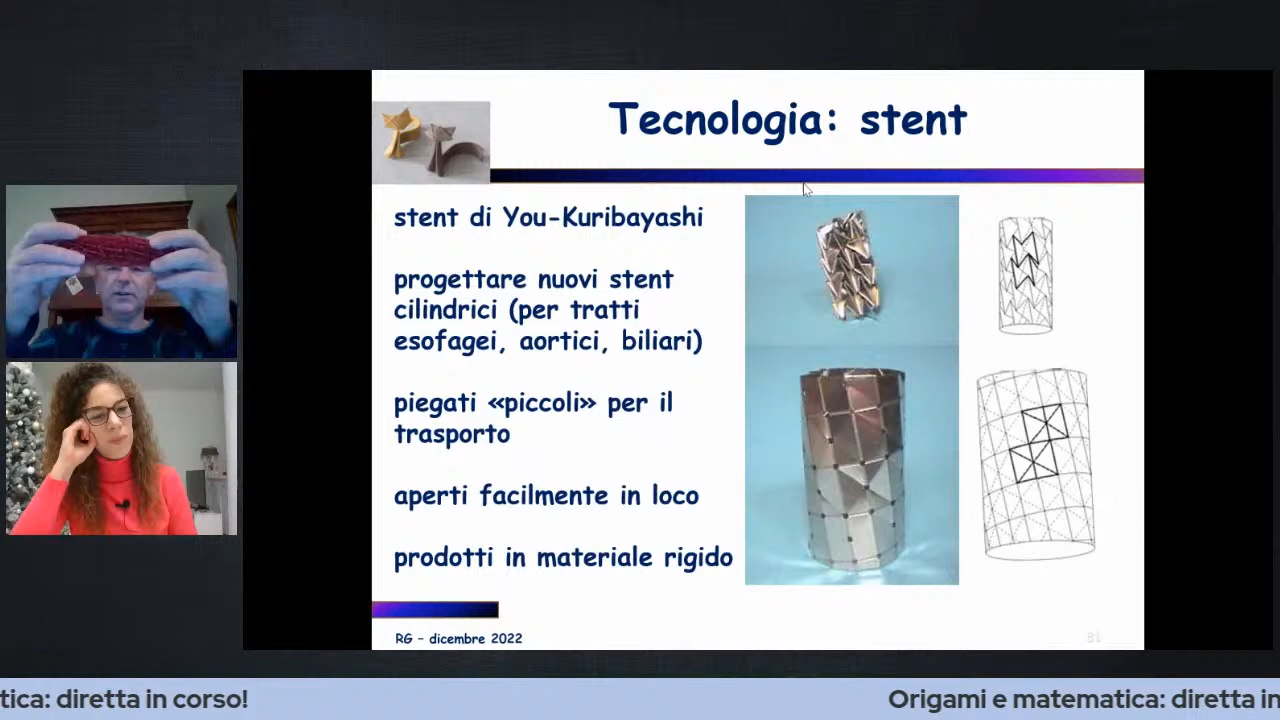 Tecnologia: stent
stent di You-Kuribayashi
progettare nuovi stent
cilindrici (per tratti
esofagei, aortici, biliari)
piegati «piccoli» per il
trasporto
aperti facilmente in loco
prodotti in materiale rigido
RG – dicembre 2022
81
tica: diretta in corso!
Origami e matematica: diretta in